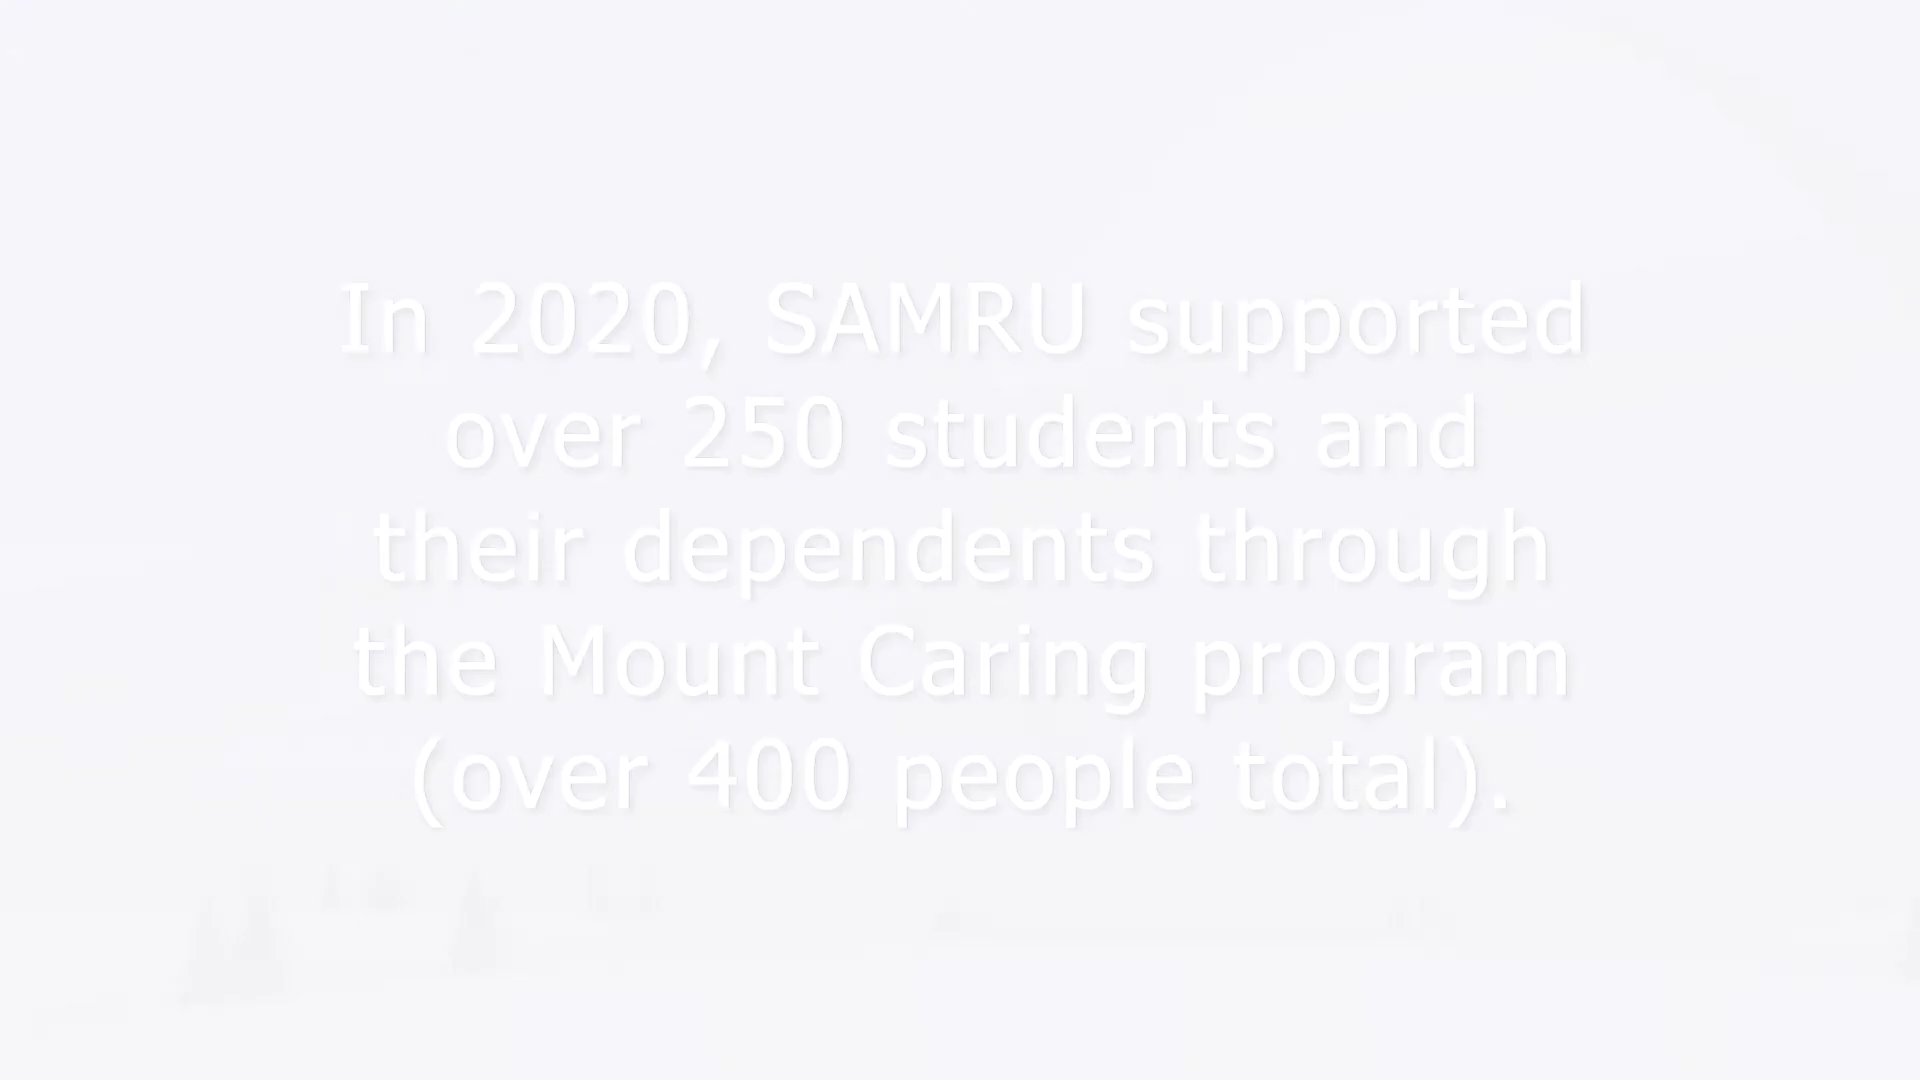 In 2020, SAMRU supported
over 250 students and
their dependents through
the Mount Caring program
(over 400 people total).